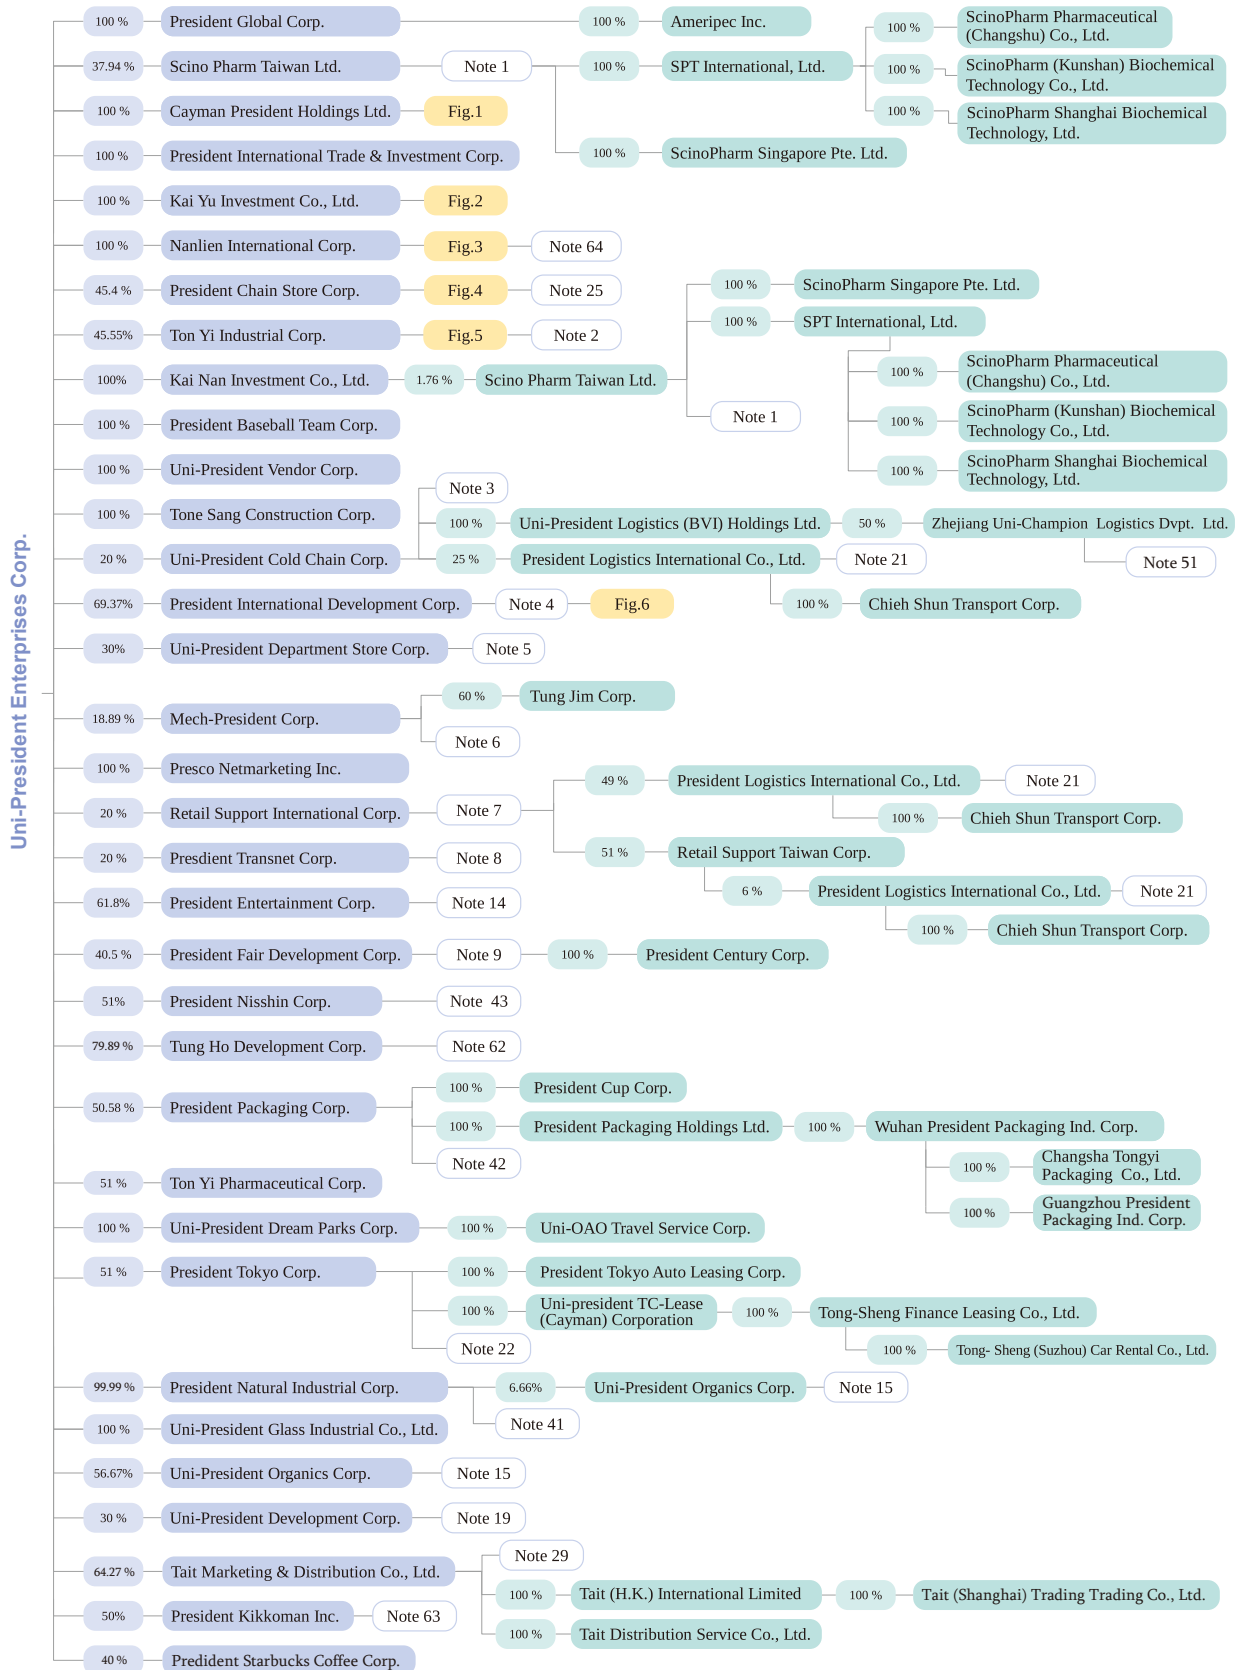 Uni-President Enterprises Corp.
100 % President Global Corp. 100 % Ameripec Inc.
100 % ScinoPharm Pharmaceutical
(Changshu) Co., Ltd.
37.94 % Scino Pharm Taiwan Ltd. Note 1 100 % SPT International, Ltd.
100 % ScinoPharm (Kunshan) Biochemical
Technology Co., Ltd.
100 % ScinoPharm Shanghai Biochemical
Technology, Ltd.
100 % Cayman President Holdings Ltd. Fig.1
100 % ScinoPharm Singapore Pte. Ltd.
100 % President International Trade & Investment Corp.
100 % Kai Yu Investment Co., Ltd. Fig.2
100 % Nanlien International Corp. Fig.3 Note 64
45.4 % President Chain Store Corp. Fig.4 Note 25
45.55% Ton Yi Industrial Corp. Fig.5 Note 2
100% Kai Nan Investment Co., Ltd. 1.76 % Scino Pharm Taiwan Ltd.
100 % ScinoPharm Singapore Pte. Ltd.
100 % SPT International, Ltd.
100 % ScinoPharm Pharmaceutical
(Changshu) Co., Ltd.
100 % ScinoPharm (Kunshan) Biochemical
Technology Co., Ltd.
100 % ScinoPharm Shanghai Biochemical
Technology, Ltd.
Note 1
100 % President Baseball Team Corp.
100 % Uni-President Vendor Corp.
100 % Tone Sang Construction Corp.
20 % Uni-President Cold Chain Corp.
Note 3
100 % Uni-President Logistics (BVI) Holdings Ltd. 50 % Zhejiang Uni-Champion Logistics Dvpt. Ltd.
Note 51
25 % President Logistics International Co., Ltd. Note 21
100 % Chieh Shun Transport Corp.
69.37% President International Development Corp. Note 4 Fig.6
30% Uni-President Department Store Corp. Note 5
18.89 % Mech-President Corp.
60 % Tung Jim Corp.
Note 6
100 % Presco Netmarketing Inc.
20 % Retail Support International Corp. Note 7
49 % President Logistics International Co., Ltd. Note 21
100 % Chieh Shun Transport Corp.
51 % Retail Support Taiwan Corp.
6 % President Logistics International Co., Ltd. Note 21
100 % Chieh Shun Transport Corp.
20 % Presdient Transnet Corp. Note 8
61.8% President Entertainment Corp. Note 14
40.5 % President Fair Development Corp. Note 9 100 % President Century Corp.
51% President Nisshin Corp. Note 43
79.89 % Tung Ho Development Corp. Note 62
50.58 % President Packaging Corp.
100 % President Cup Corp.
100 % President Packaging Holdings Ltd. 100 % Wuhan President Packaging Ind. Corp.
100 % Changsha Tongyi
Packaging Co., Ltd.
100 % Guangzhou President
Packaging Ind. Corp.
Note 42
51 % Ton Yi Pharmaceutical Corp.
100 % Uni-President Dream Parks Corp. 100 % Uni-OAO Travel Service Corp.
51 % President Tokyo Corp.
100 % President Tokyo Auto Leasing Corp.
100 % Uni-president TC-Lease
(Cayman) Corporation
100 % Tong-Sheng Finance Leasing Co., Ltd.
100 % Tong- Sheng (Suzhou) Car Rental Co., Ltd.
Note 22
99.99 % President Natural Industrial Corp. 6.66% Uni-President Organics Corp. Note 15
Note 41
100 % Uni-President Glass Industrial Co., Ltd.
56.67% Uni-President Organics Corp. Note 15
30 % Uni-President Development Corp. Note 19
64.27 % Tait Marketing & Distribution Co., Ltd.
Note 29
100 % Tait (H.K.) International Limited 100 % Tait (Shanghai) Trading Trading Co., Ltd.
100 % Tait Distribution Service Co., Ltd.
50% President Kikkoman Inc. Note 63
40 % Predident Starbucks Coffee Corp.